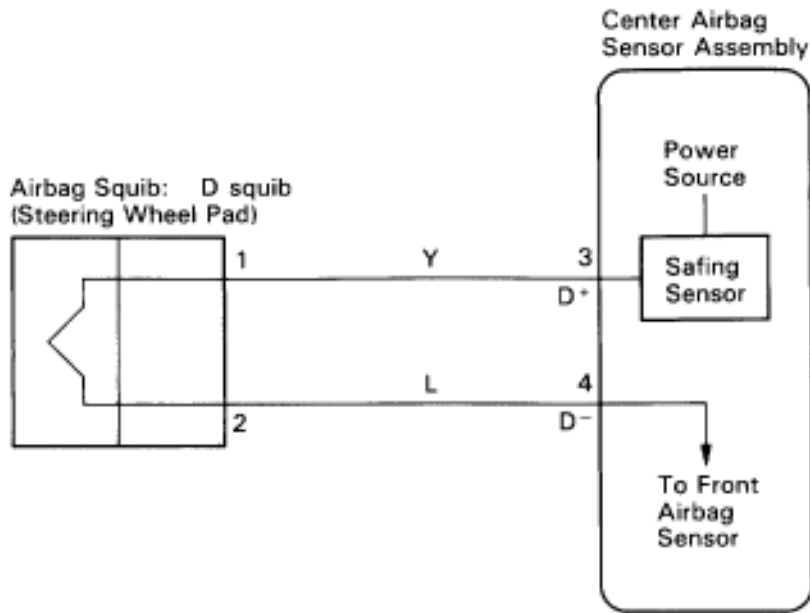 Center Airbag
Sensor Assembly
Power
Source
Airbag Squib: D squib
(Steering Wheel Pad)
1
Y
3
Safing
Sensor
D+
L
4
2
D−
To Front
Airbag
Sensor